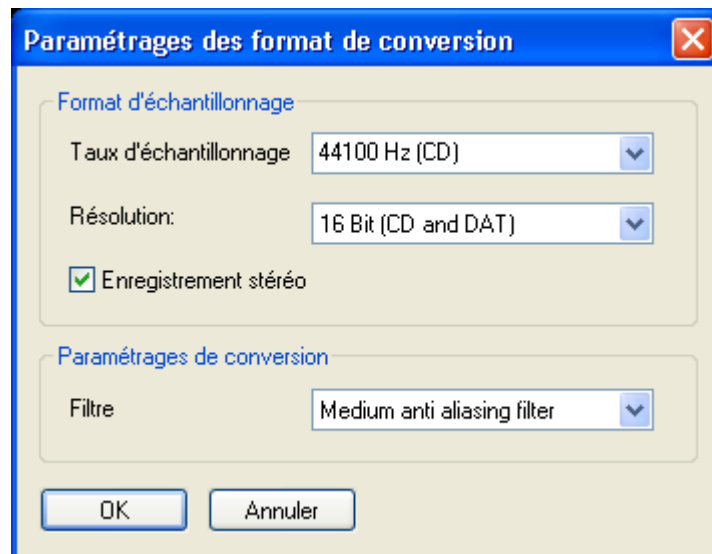 Paramétrages des format de conversion
Format d'échantillonnage
Taux d'échantillonnage 44100 Hz (CD)
Résolution: 16 Bit (CD and DAT)
Enregistrement stéréo
Paramétrages de conversion
Filtre Medium anti aliasing filter
OK Annuler